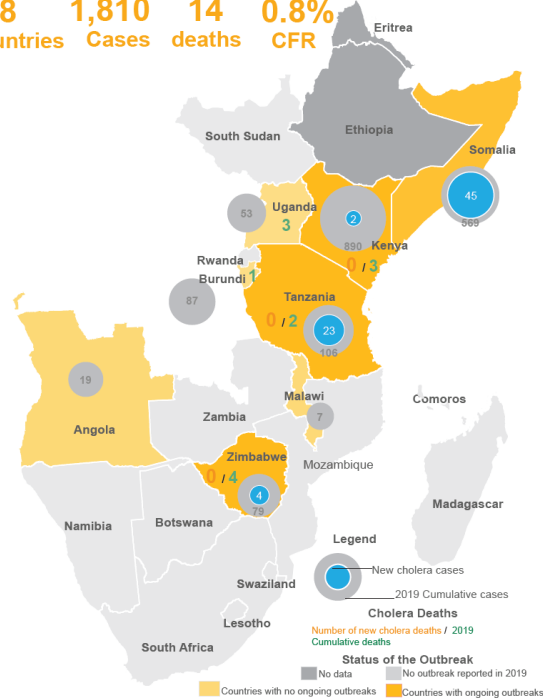 8 1,810 14 0.8%
untries Cases deaths CFR
Eritrea
Ethiopia
South Sudan
Somalia
45
569
53
Uganda
3
2
890
Kenya
0 / 3
Rwanda
Burundi 1
87
Tanzania
0 / 2
23
106
19
Angola
Malawi
7
Zambia
Comoros
Zimbabwe
0 / 4
4
79
Mozambique
Madagascar
Namibia
Botswana
Swaziland
Lesotho
South Africa
Legend
New cholera cases
2019 Cumulative cases
Cholera Deaths
Number of new cholera deaths / 2019
Cumulative deaths
Status of the Outbreak
No data
No outbreak reported in 2019
Countries with no ongoing outbreaks
Countries with ongoing outbreaks